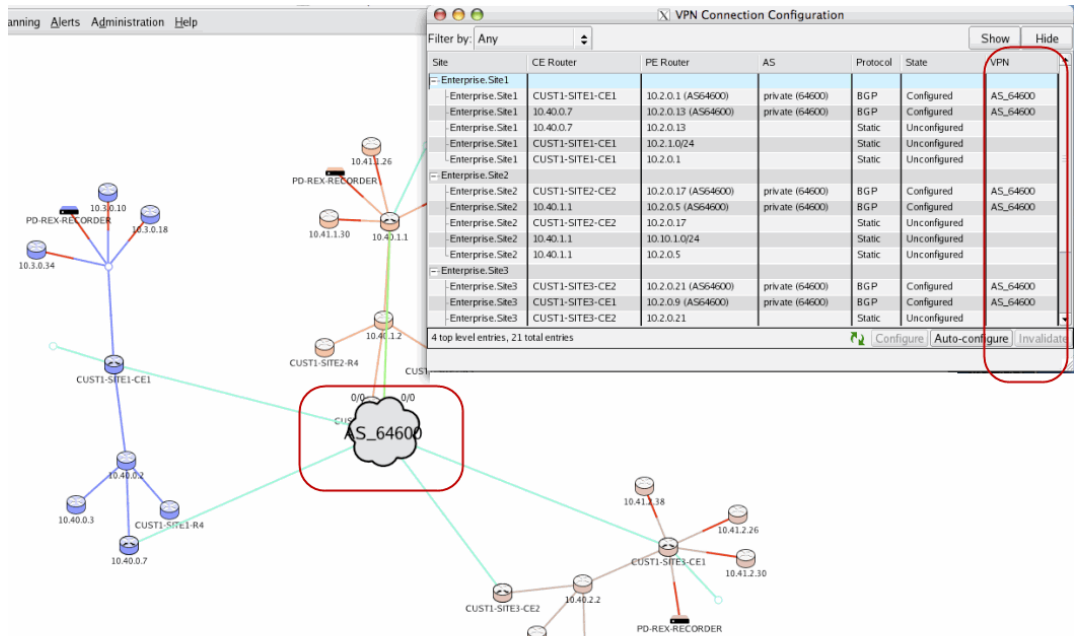 anning Alerts Administration Help
VPN Connection Configuration
Filter by: Any Show Hide
Site CE Router PE Router AS Protocol State VPN
Enterprise.Site1
Enterprise.Site1 CUST1-SITE1-CE1 10.2.0.1 (AS64600) private (64600) BGP Configured AS_64600
Enterprise.Site1 10.40.0.7 10.2.0.13 (AS64600) private (64600) BGP Configured AS_64600
Enterprise.Site1 10.40.0.7 10.2.0.13 Static Unconfigured
Enterprise.Site1 CUST1-SITE1-CE1 10.2.1.0/24 Static Unconfigured
Enterprise.Site1 CUST1-SITE1-CE1 10.2.0.1 Static Unconfigured
Enterprise.Site2
Enterprise.Site2 CUST1-SITE2-CE2 10.2.0.17 (AS64600) private (64600) BGP Configured AS_64600
Enterprise.Site2 10.40.1.1 10.2.0.5 (AS64600) private (64600) BGP Configured AS_64600
Enterprise.Site2 CUST1-SITE2-CE2 10.2.0.17 Static Unconfigured
Enterprise.Site2 10.40.1.1 10.10.1.0/24 Static Unconfigured
Enterprise.Site2 10.40.1.1 10.2.0.5 Static Unconfigured
Enterprise.Site3
Enterprise.Site3 CUST1-SITE3-CE2 10.2.0.21 (AS64600) private (64600) BGP Configured AS_64600
Enterprise.Site3 CUST1-SITE3-CE1 10.2.0.9 (AS64600) private (64600) BGP Configured AS_64600
Enterprise.Site3 CUST1-SITE3-CE2 10.2.0.21 Static Unconfigured
4 top level entries, 21 total entries Configure Auto-configure Invalidate
10.41.1.26
PD-REX-RECORDER
10.41.1.30
10.40.1.1
10.3.0.10
PD-REX-RECORDER
10.3.0.18
10.3.0.34
10.40.1.2
CUST1-SITE2-R4
CUST
CUST1-SITE1-CE1
0/0 0/0
CUS
AS_64600
10.40.0.2
10.40.0.3
CUST1-SITE1-R4
10.40.0.7
10.41.2.38
10.41.2.26
CUST1-SITE3-CE1
10.41.2.30
CUST1-SITE3-CE2
10.40.2.2
PD-REX-RECORDER